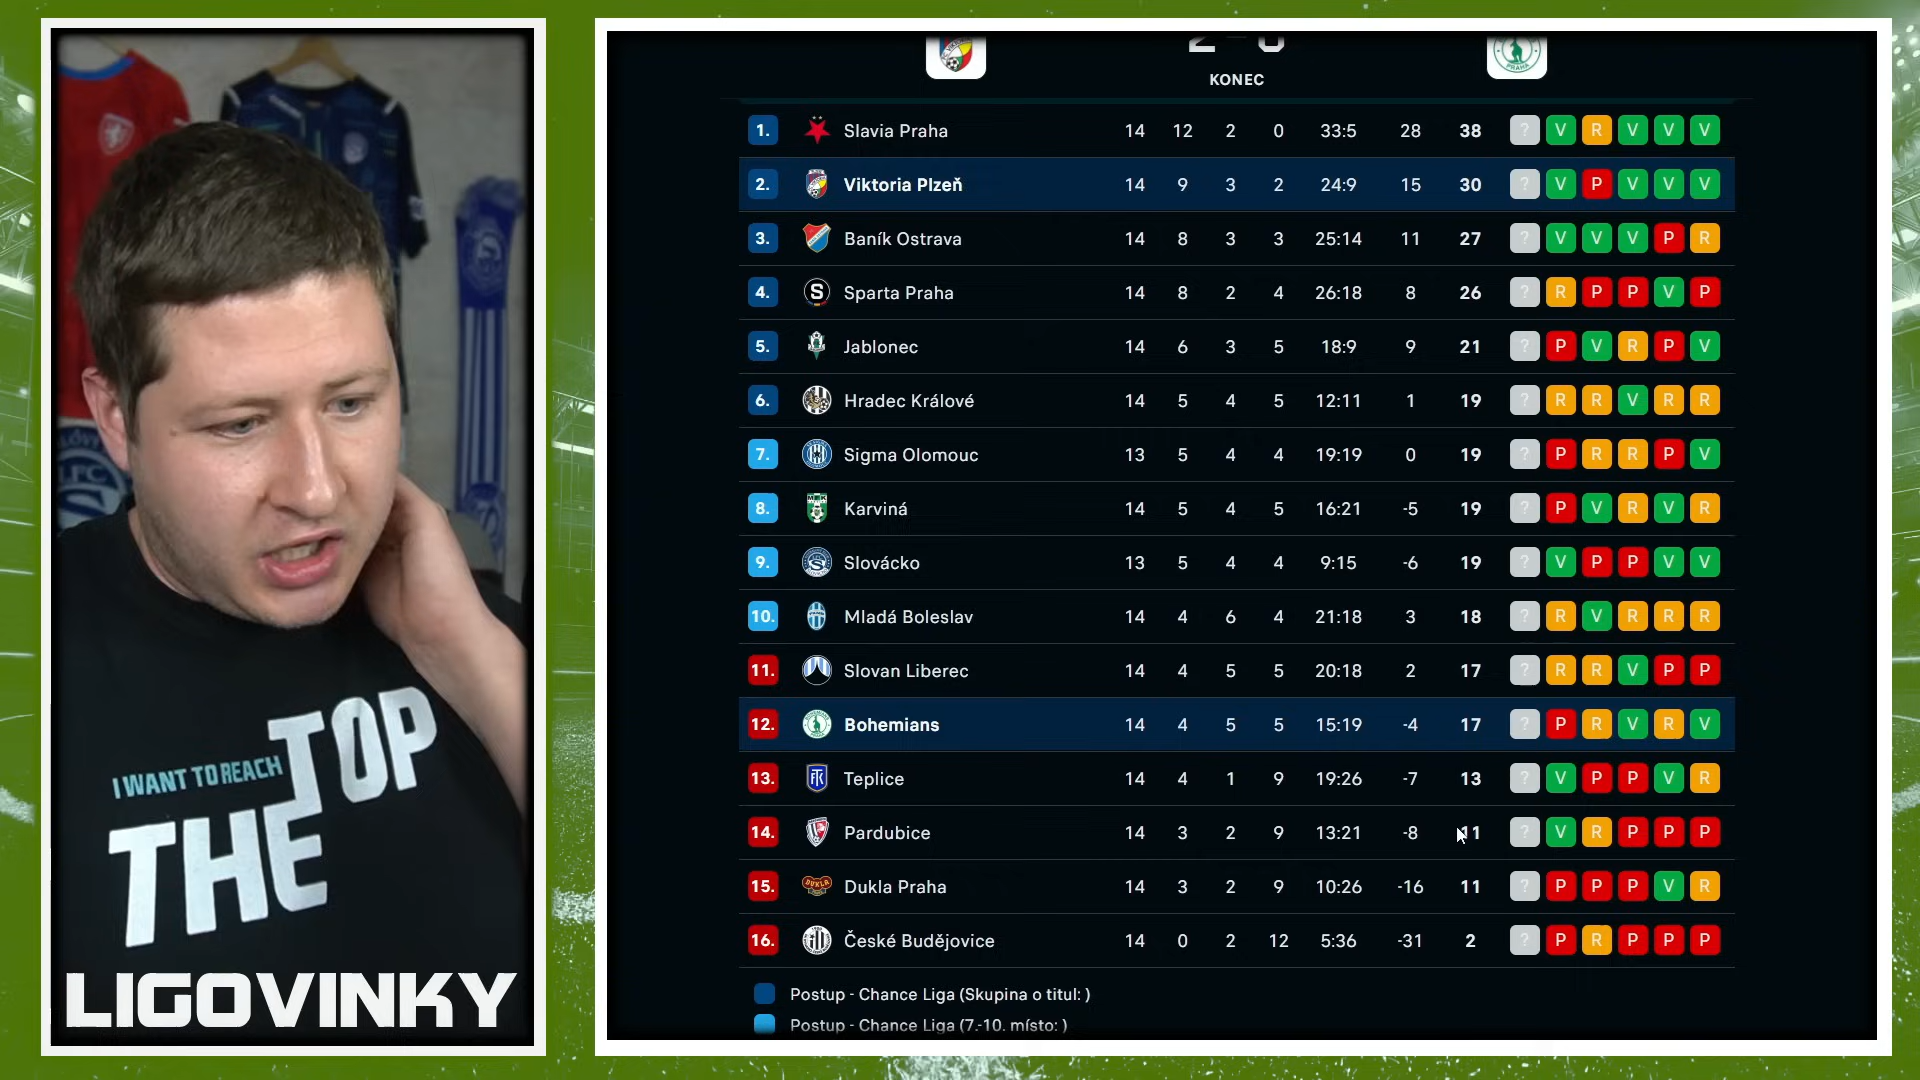 I WANT TO REACH
THE TOP
LIGOVINKY
KONEC
1. Slavia Praha 14 12 2 0 33:5 28 38 ? V R V V V
2. Viktoria Plzeň 14 9 3 2 24:9 15 30 ? V P V V V
3. Baník Ostrava 14 8 3 3 25:14 11 27 ? V V V P R
4. Sparta Praha 14 8 2 4 26:18 8 26 ? R P P V P
5. Jablonec 14 6 3 5 18:9 9 21 ? P V R P V
6. Hradec Králové 14 5 4 5 12:11 1 19 ? R R V R R
7. Sigma Olomouc 13 5 4 4 19:19 0 19 ? P R R P V
8. Karviná 14 5 4 5 16:21 -5 19 ? P V R V R
9. Slovácko 13 5 4 4 9:15 -6 19 ? V P P V V
10. Mladá Boleslav 14 4 6 4 21:18 3 18 ? R V R R R
11. Slovan Liberec 14 4 5 5 20:18 2 17 ? R R V P P
12. Bohemians 14 4 5 5 15:19 -4 17 ? P R V R V
13. Teplice 14 4 1 9 19:26 -7 13 ? V P P V R
14. Pardubice 14 3 2 9 13:21 -8 11 ? V R P P P
15. Dukla Praha 14 3 2 9 10:26 -16 11 ? P P P V R
16. České Budějovice 14 0 2 12 5:36 -31 2 ? P R P P P
Postup - Chance Liga (Skupina o titul: )
Postup - Chance Liga (7.-10. místo: )